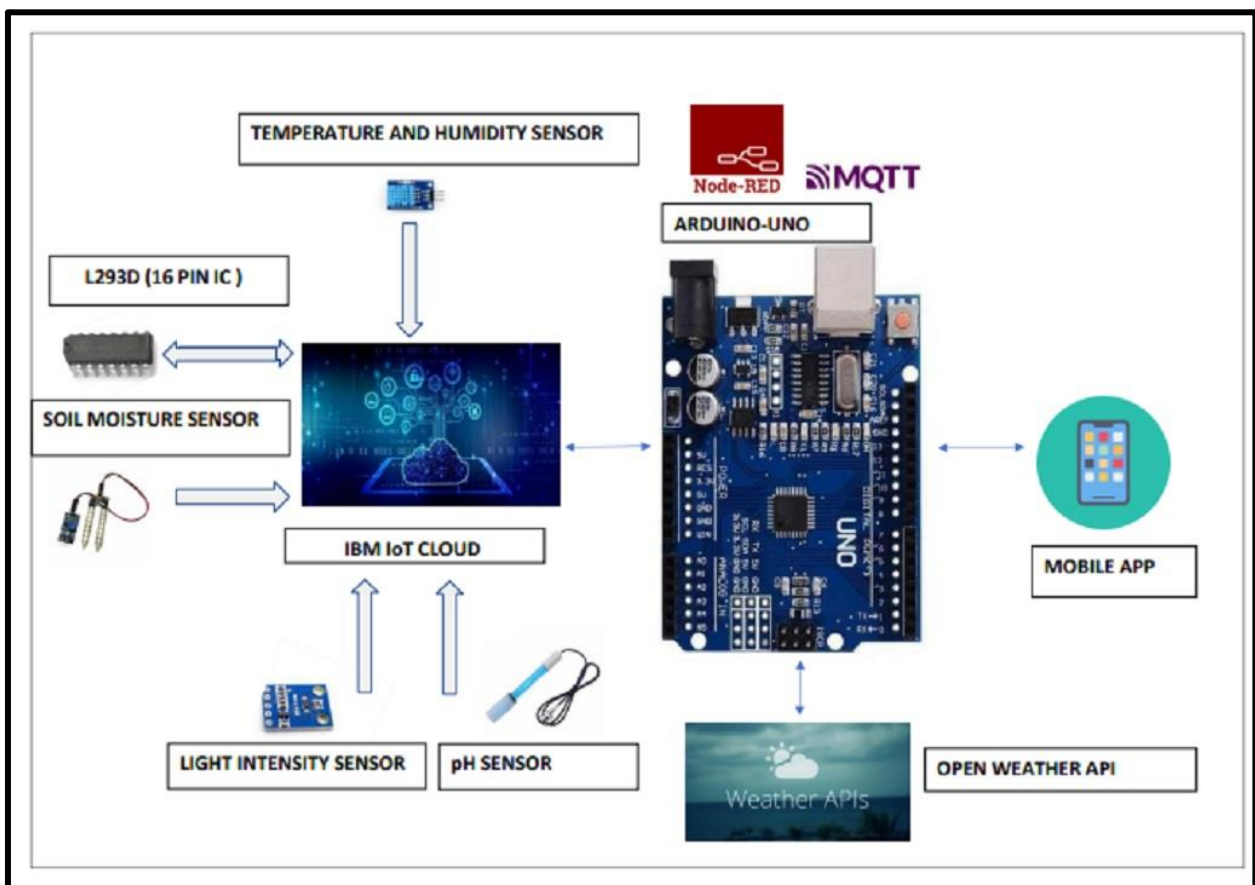 TEMPERATURE AND HUMIDITY SENSOR
Node-RED
MQTT
ARDUINO-UNO
L293D (16 PIN IC )
SOIL MOISTURE SENSOR
IBM IoT CLOUD
UNO
MOBILE APP
LIGHT INTENSITY SENSOR
pH SENSOR
Weather APIs
OPEN WEATHER API